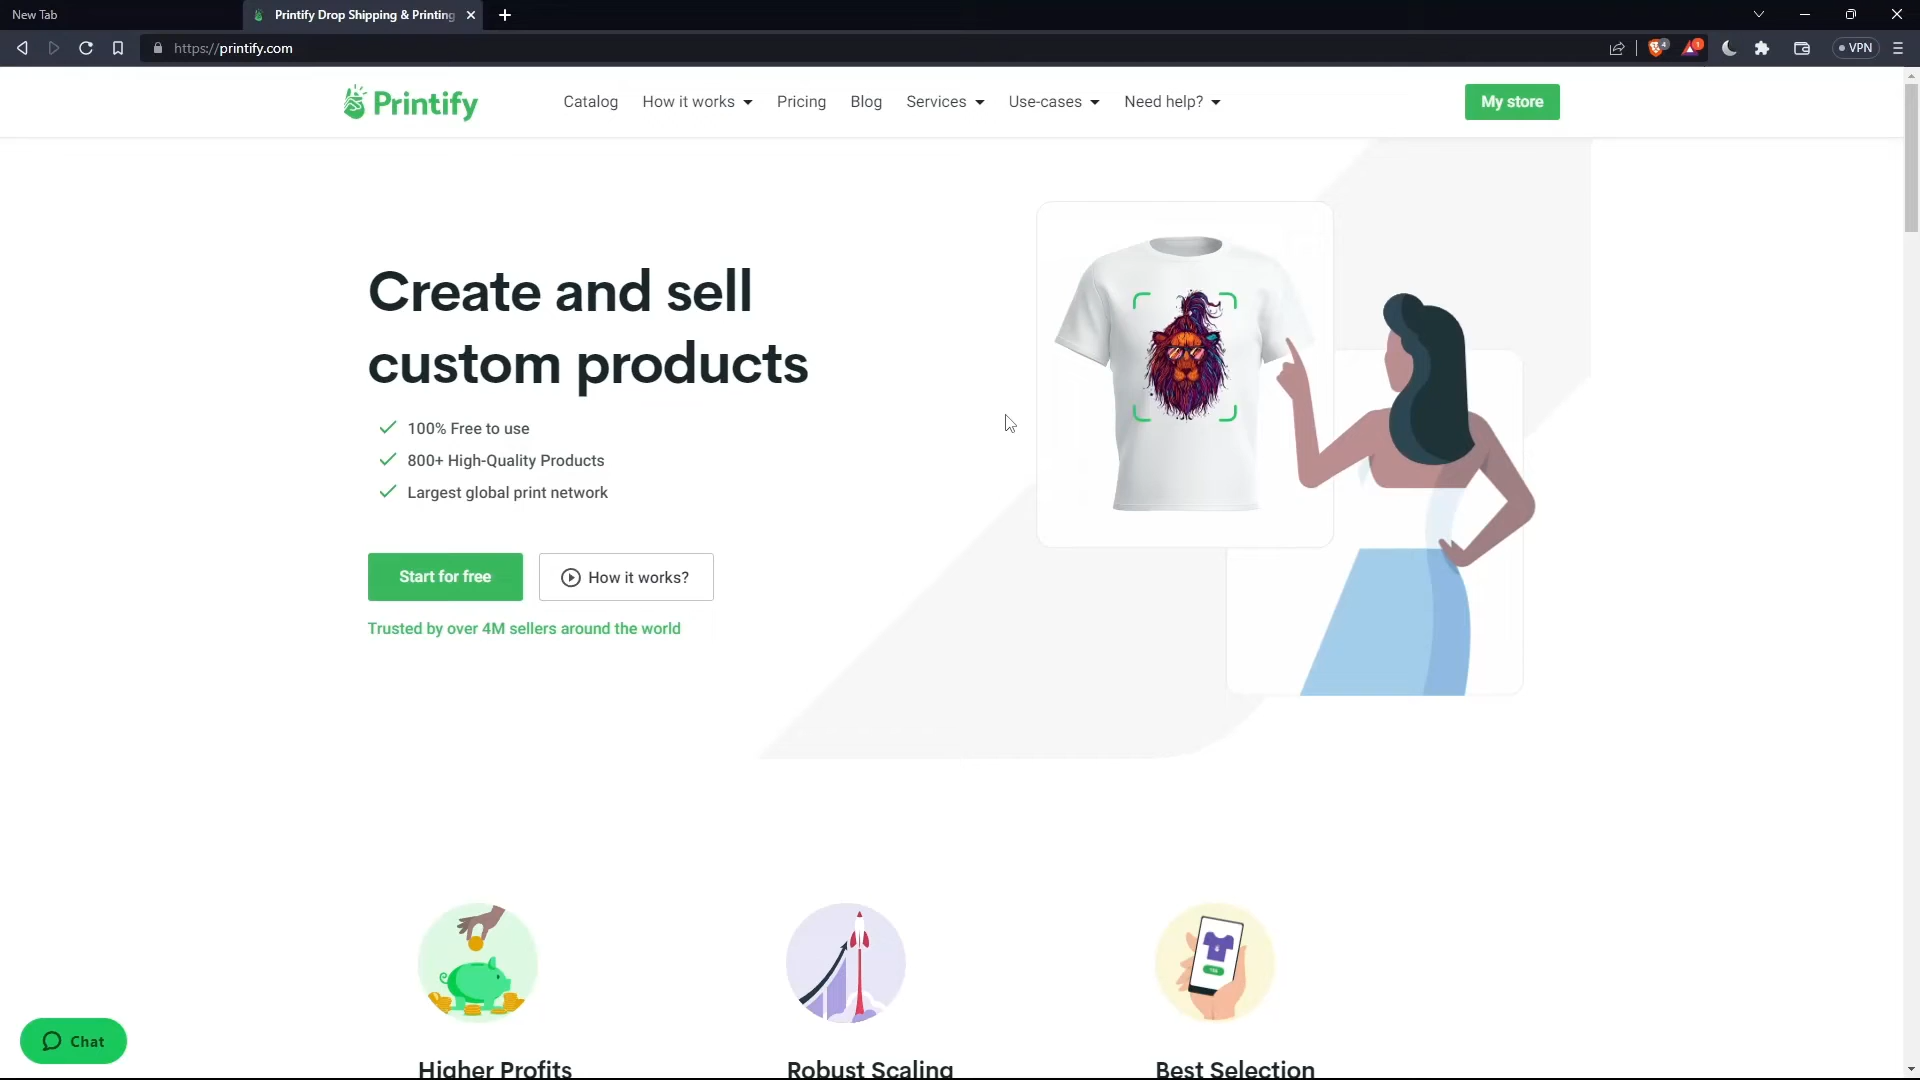 New Tab
Printify Drop Shipping & Printing
https://printify.com
4
1
VPN
Printify
Catalog
How it works
Pricing
Blog
Services
Use-cases
Need help?
My store
Create and sell
custom products
100% Free to use
800+ High-Quality Products
Largest global print network
Start for free
How it works?
Trusted by over 4M sellers around the world
Higher Profits
Robust Scaling
Best Selection
Chat